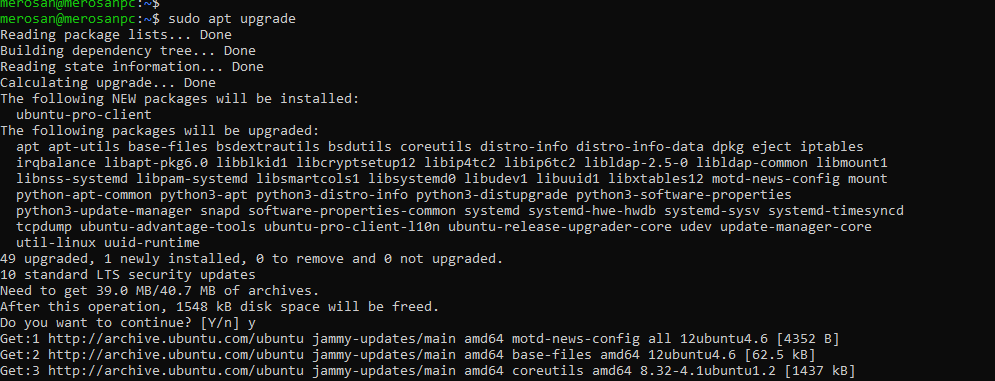 merosan@merosanpc:~$
merosan@merosanpc:~$ sudo apt upgrade
Reading package lists... Done
Building dependency tree... Done
Reading state information... Done
Calculating upgrade... Done
The following NEW packages will be installed:
  ubuntu-pro-client
The following packages will be upgraded:
  apt apt-utils base-files bsdextrautils bsdutils coreutils distro-info distro-info-data dpkg eject iptables
  irqbalance libapt-pkg6.0 libblkid1 libcryptsetup12 libip4tc2 libip6tc2 libldap-2.5-0 libldap-common libmount1
  libnss-systemd libpam-systemd libsmartcols1 libsystemd0 libudev1 libuuid1 libxtables12 motd-news-config mount
  python-apt-common python3-apt python3-distro-info python3-distupgrade python3-software-properties
  python3-update-manager snapd software-properties-common systemd systemd-hwe-hwdb systemd-sysv systemd-timesyncd
  tcpdump ubuntu-advantage-tools ubuntu-pro-client-l10n ubuntu-release-upgrader-core udev update-manager-core
  util-linux uuid-runtime
49 upgraded, 1 newly installed, 0 to remove and 0 not upgraded.
10 standard LTS security updates
Need to get 39.0 MB/40.7 MB of archives.
After this operation, 1548 kB disk space will be freed.
Do you want to continue? [Y/n] y
Get:1 http://archive.ubuntu.com/ubuntu jammy-updates/main amd64 motd-news-config all 12ubuntu4.6 [4352 B]
Get:2 http://archive.ubuntu.com/ubuntu jammy-updates/main amd64 base-files amd64 12ubuntu4.6 [62.5 kB]
Get:3 http://archive.ubuntu.com/ubuntu jammy-updates/main amd64 coreutils amd64 8.32-4.1ubuntu1.2 [1437 kB]